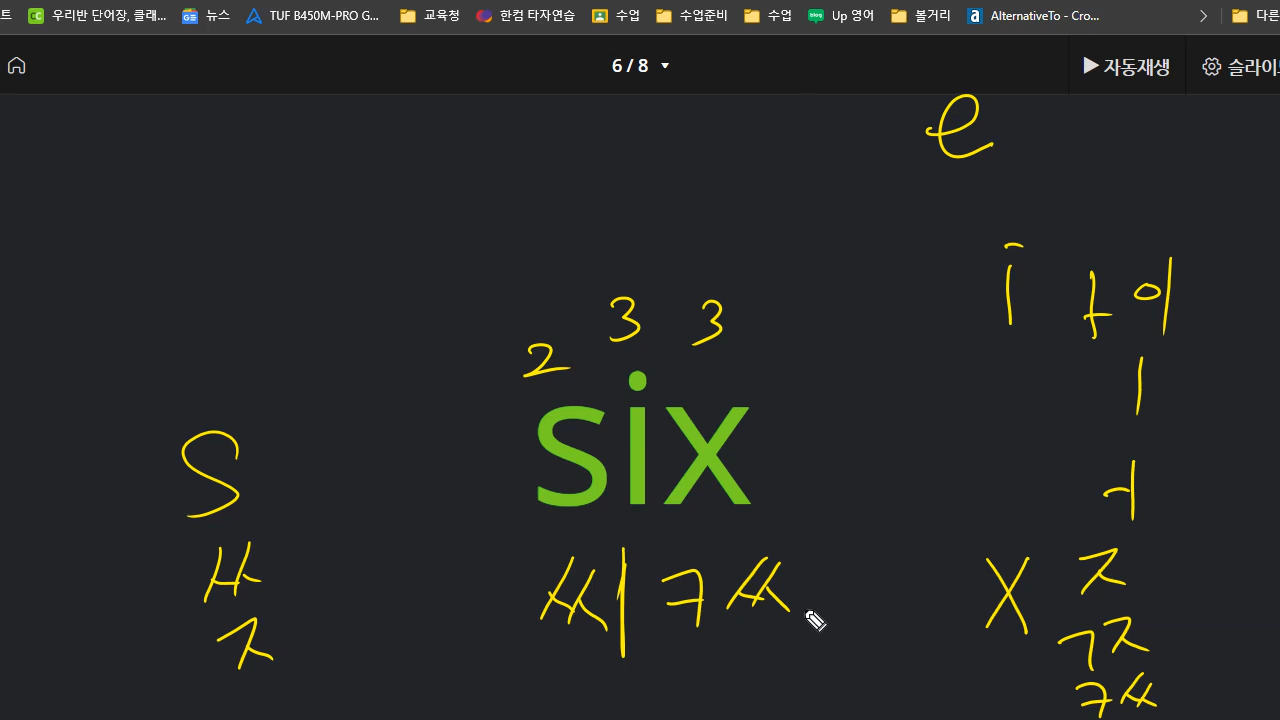 트 우리반 단어장, 클래... 뉴스 TUF B450M-PRO G... 교육청 한컴 타자연습 수업 수업준비 수업 Up 영어 볼거리 AlternativeTo - Cro... 다른
6 / 8 자동재생 슬라이드
e
i ㅏ이
2 3 3
ㅣ
six
S
ㅓ
ㅆ 씨 ㅋㅆ X ㅈ
ㅈ ㄱㅈ
ㅋㅆ